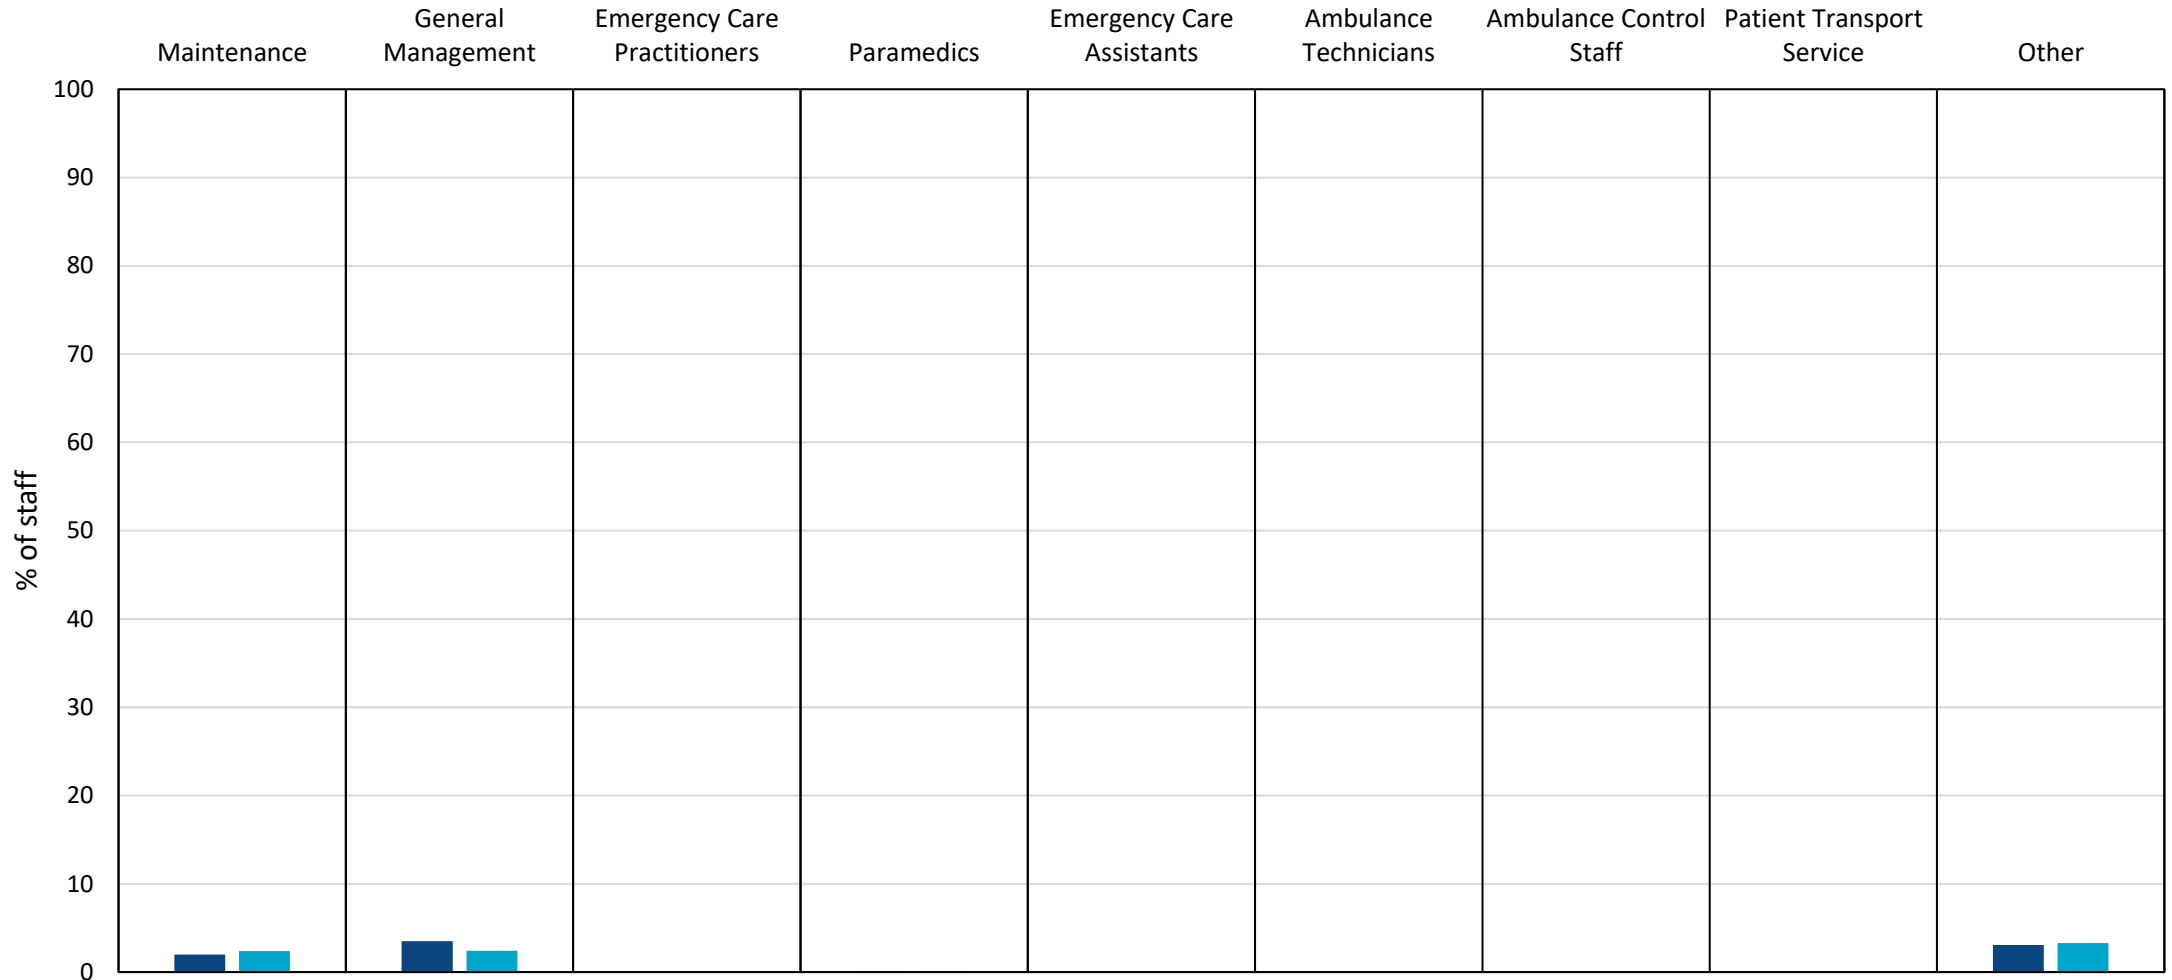 Maintenance
General
Management
Emergency Care
Practitioners
Paramedics
Emergency Care
Assistants
Ambulance
Technicians
Ambulance Control
Staff
Patient Transport
Service
Other
100
90
80
70
60
50
40
30
20
10
0
% of staff